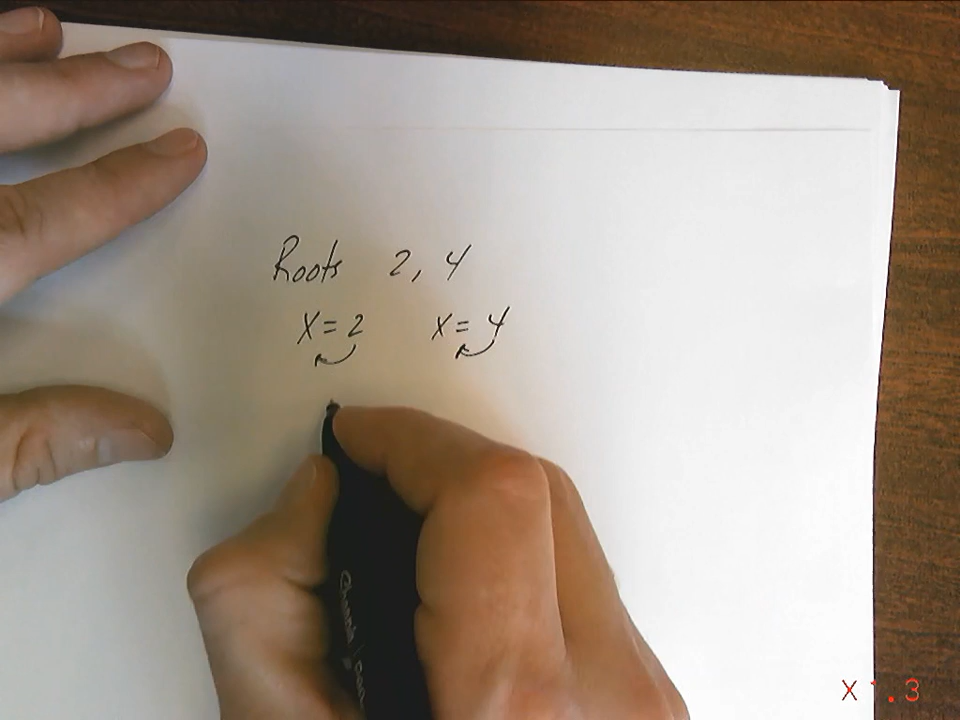 Roots 2, 4
x = 2 x = 4
x 1.3